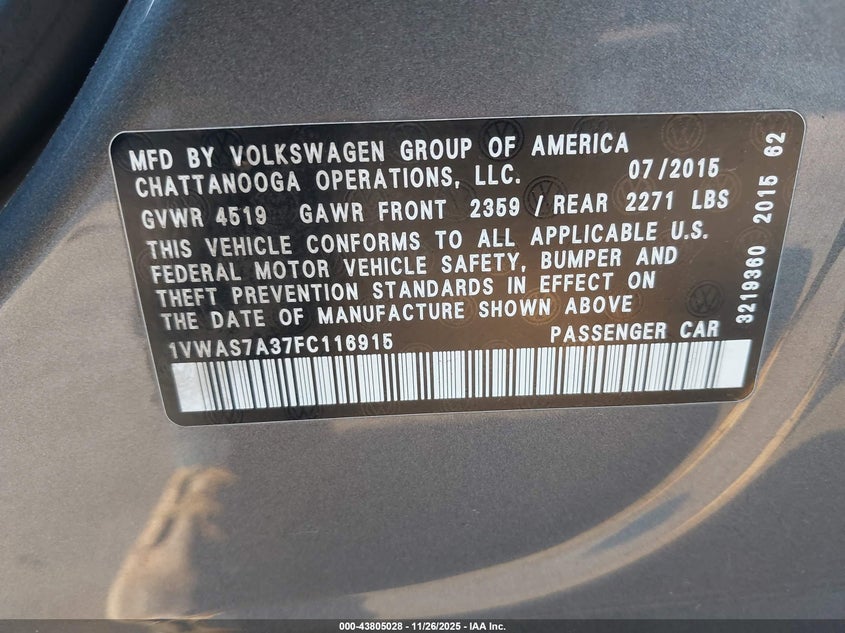 MFD BY VOLKSWAGEN GROUP OF AMERICA
CHATTANOOGA OPERATIONS, LLC. 07/2015
GVWR 4519 GAWR FRONT 2359 / REAR 2271 LBS
THIS VEHICLE CONFORMS TO ALL APPLICABLE U.S.
FEDERAL MOTOR VEHICLE SAFETY, BUMPER AND
THEFT PREVENTION STANDARDS IN EFFECT ON
THE DATE OF MANUFACTURE SHOWN ABOVE
1VWAS7A37FC116915 PASSENGER CAR
3219360 2015 62
000-43805028 - 11/26/2025 - IAA Inc.